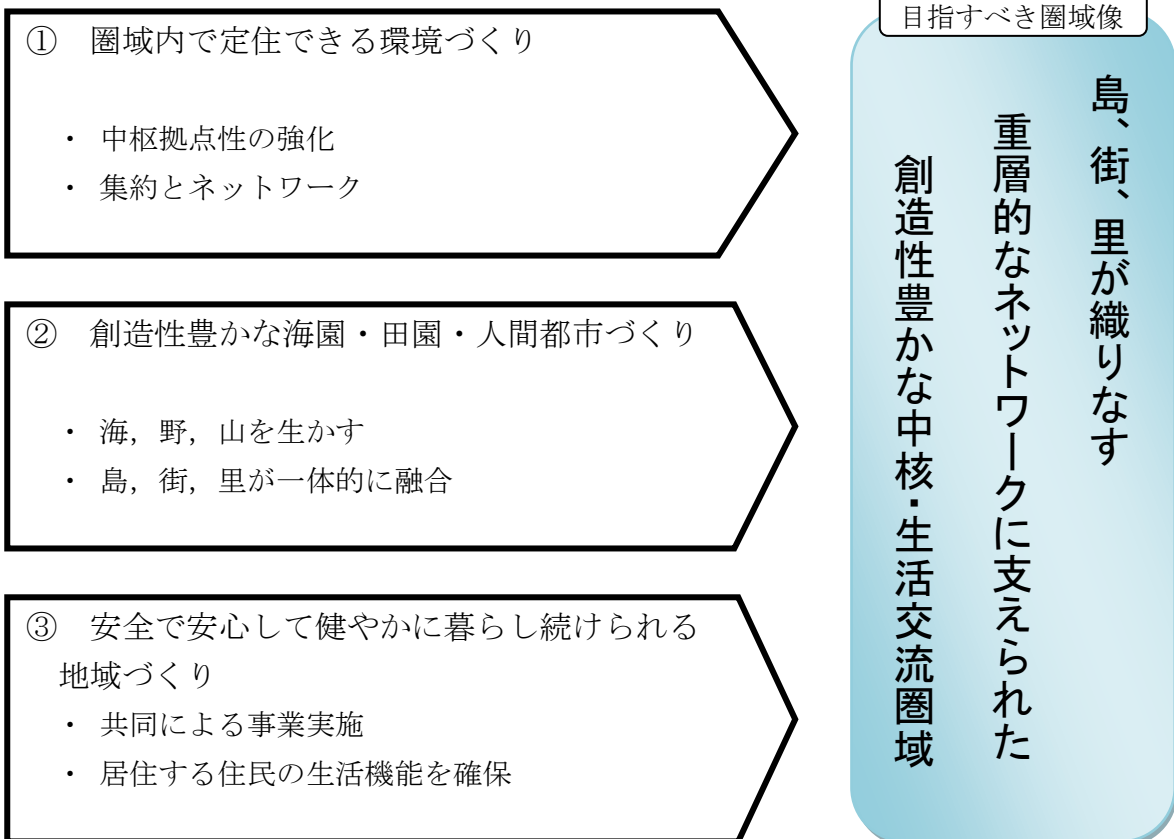 ① 圏域内で定住できる環境づくり
・ 中枢拠点性の強化
・ 集約とネットワーク
② 創造性豊かな海園・田園・人間都市づくり
・ 海，野，山を生かす
・ 島，街，里が一体的に融合
③ 安全で安心して健やかに暮らし続けられる
地域づくり
・ 共同による事業実施
・ 居住する住民の生活機能を確保
目指すべき圏域像
島、街、里が織りなす
重層的なネットワークに支えられた
創造性豊かな中核・生活交流圏域